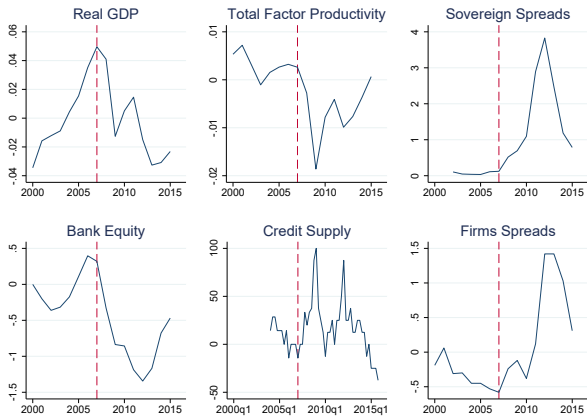 Real GDP
.06
.04
.02
0
-.02
-.04
2000 2005 2010 2015
Total Factor Productivity
.01
0
-.01
-.02
2000 2005 2010 2015
Sovereign Spreads
4
3
2
1
0
2000 2005 2010 2015
Bank Equity
.5
0
-.5
-1
-1.5
2000 2005 2010 2015
Credit Supply
100
50
0
-50
2000q1 2005q1 2010q1 2015q1
Firms Spreads
1.5
1
.5
0
-.5
2000 2005 2010 2015